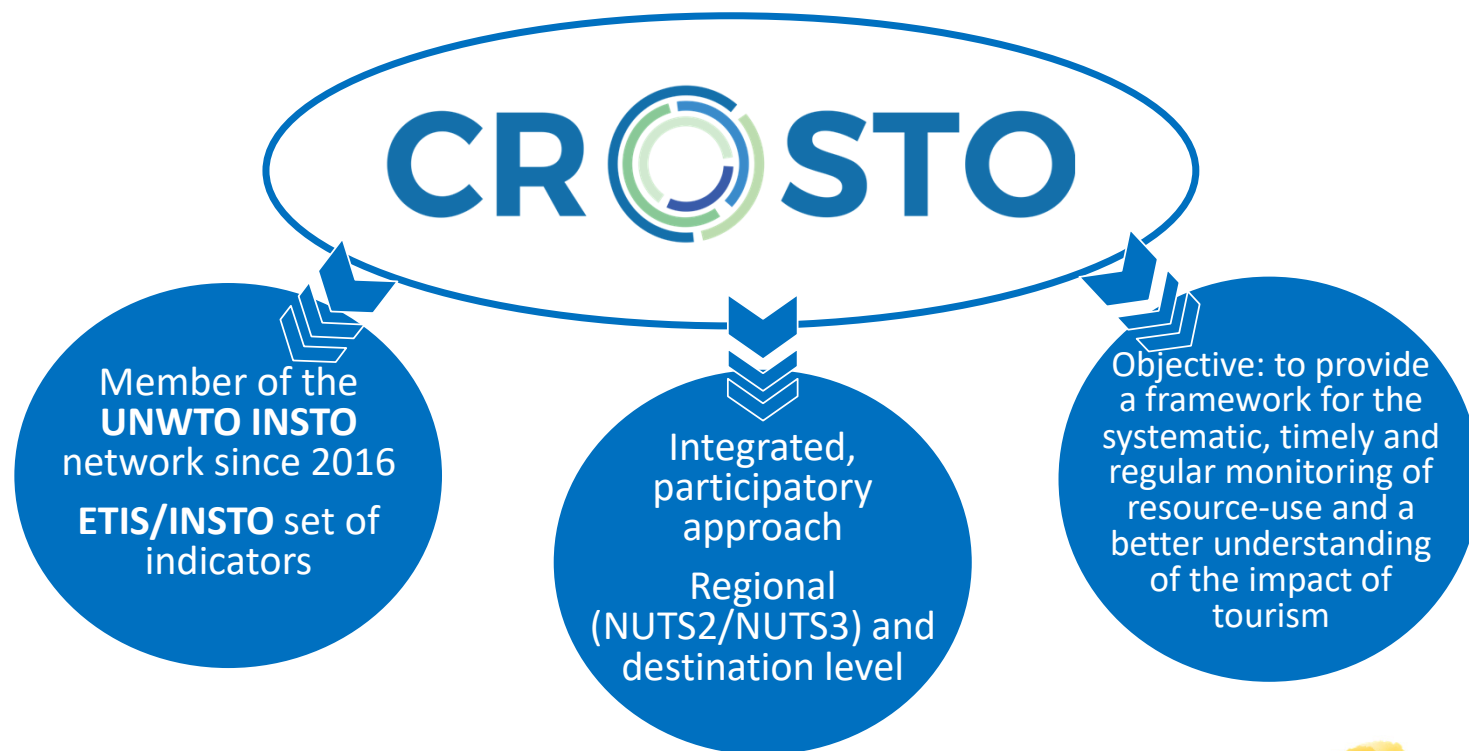 CROSTO
Member of the
UNWTO INSTO
network since 2016
ETIS/INSTO set of
indicators
Integrated,
participatory
approach
Regional
(NUTS2/NUTS3) and
destination level
Objective: to provide
a framework for the
systematic, timely and
regular monitoring of
resource-use and a
better understanding
of the impact of
tourism